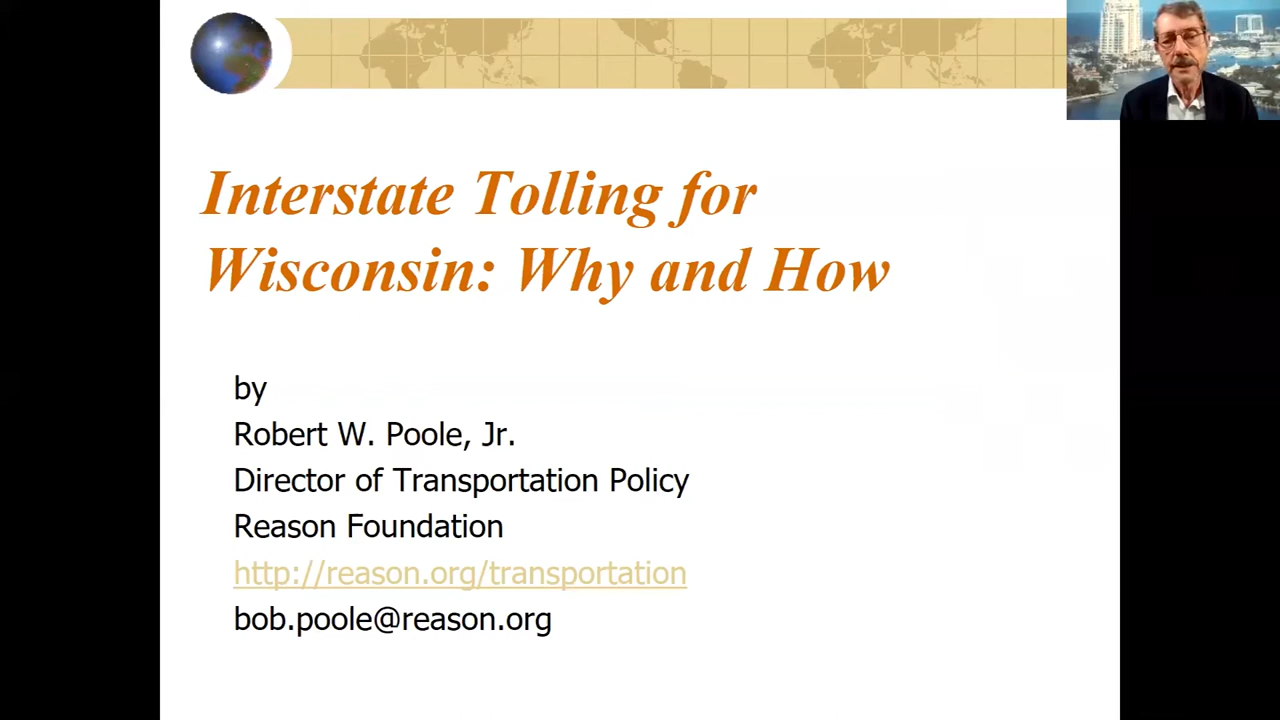 Interstate Tolling for
Wisconsin: Why and How
by
Robert W. Poole, Jr.
Director of Transportation Policy
Reason Foundation
http://reason.org/transportation
bob.poole@reason.org